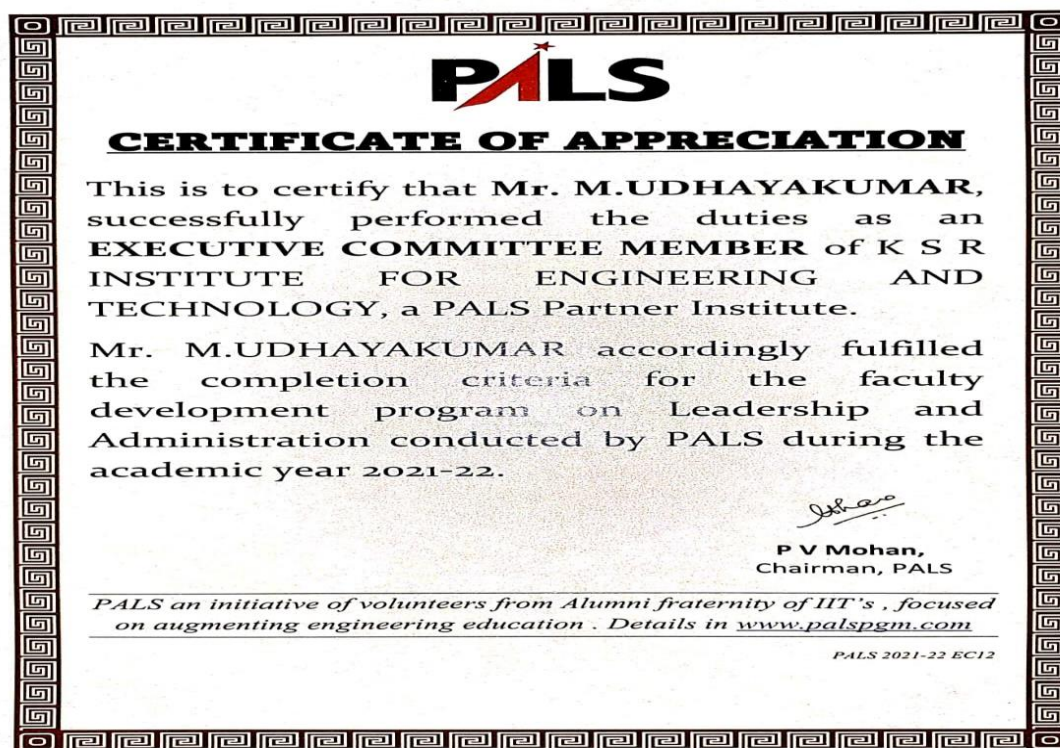 PALS
CERTIFICATE OF APPRECIATION
This is to certify that Mr. M.UDHAYAKUMAR,
successfully performed the duties as an
EXECUTIVE COMMITTEE MEMBER of K S R
INSTITUTE FOR ENGINEERING AND
TECHNOLOGY, a PALS Partner Institute.
Mr. M.UDHAYAKUMAR accordingly fulfilled
the completion criteria for the faculty
development program on Leadership and
Administration conducted by PALS during the
academic year 2021-22.
P V Mohan,
Chairman, PALS
PALS an initiative of volunteers from Alumni fraternity of IIT's , focused
on augmenting engineering education . Details in www.palspgm.com
PALS 2021-22 EC12